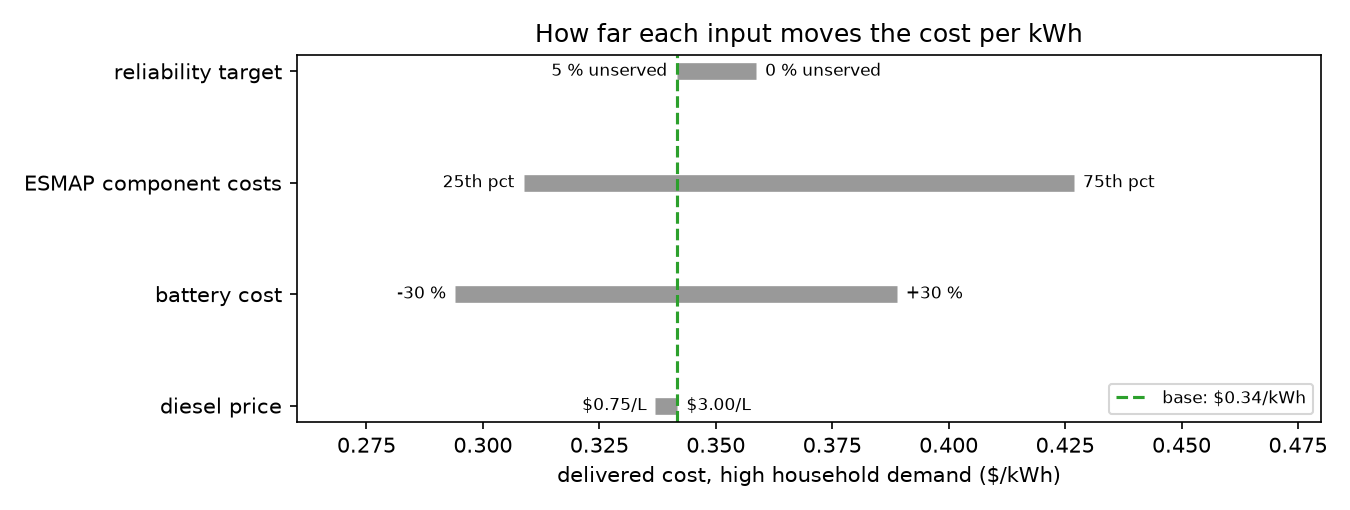 How far each input moves the cost per kWh
reliability target
5 % unserved
0 % unserved
ESMAP component costs
25th pct
75th pct
battery cost
-30 %
+30 %
diesel price
$0.75/L
$3.00/L
base: $0.34/kWh
0.275 0.300 0.325 0.350 0.375 0.400 0.425 0.450 0.475
delivered cost, high household demand ($/kWh)